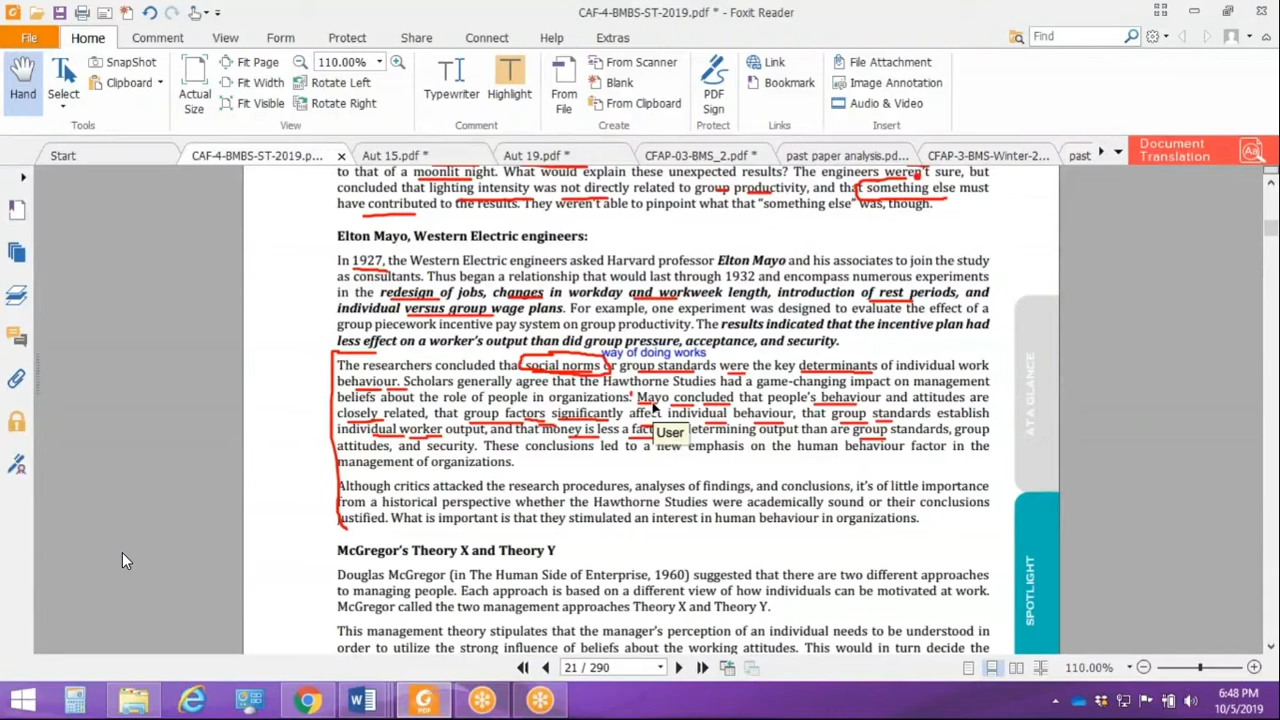 CAF-4-BMBS-ST-2019.pdf * - Foxit Reader
File Home Comment View Form Protect Share Connect Help Extras Find
Hand
Select
SnapShot
Clipboard
Tools
Actual Size
Fit Page
Fit Width
Fit Visible
110.00%
Rotate Left
Rotate Right
View
Typewriter
Highlight
Comment
From File
From Scanner
Blank
From Clipboard
Create
PDF Sign
Protect
Link
Bookmark
Links
File Attachment
Image Annotation
Audio & Video
Insert
Start CAF-4-BMBS-ST-2019.p... Aut 15.pdf * Aut 19.pdf * CFAP-03-BMS_2.pdf * past paper analysis.pd... CFAP-3-BMS-Winter-2... past
Document Translation
to that of a moonlit night. What would explain these unexpected results? The engineers weren't sure, but
concluded that lighting intensity was not directly related to group productivity, and that something else must
have contributed to the results. They weren't able to pinpoint what that "something else" was, though.
Elton Mayo, Western Electric engineers:
In 1927, the Western Electric engineers asked Harvard professor Elton Mayo and his associates to join the study
as consultants. Thus began a relationship that would last through 1932 and encompass numerous experiments
in the redesign of jobs, changes in workday and workweek length, introduction of rest periods, and
individual versus group wage plans. For example, one experiment was designed to evaluate the effect of a
group piecework incentive pay system on group productivity. The results indicated that the incentive plan had
less effect on a worker's output than did group pressure, acceptance, and security.
way of doing works
The researchers concluded that social norms or group standards were the key determinants of individual work
behaviour. Scholars generally agree that the Hawthorne Studies had a game-changing impact on management
beliefs about the role of people in organizations. Mayo concluded that people's behaviour and attitudes are
closely related, that group factors significantly affect individual behaviour, that group standards establish
individual worker output, and that money is less a factor determining output than are group standards, group
attitudes, and security. These conclusions led to a new emphasis on the human behaviour factor in the
management of organizations.
User
Although critics attacked the research procedures, analyses of findings, and conclusions, it's of little importance
from a historical perspective whether the Hawthorne Studies were academically sound or their conclusions
justified. What is important is that they stimulated an interest in human behaviour in organizations.
McGregor's Theory X and Theory Y
Douglas McGregor (in The Human Side of Enterprise, 1960) suggested that there are two different approaches
to managing people. Each approach is based on a different view of how individuals can be motivated at work.
McGregor called the two management approaches Theory X and Theory Y.
This management theory stipulates that the manager's perception of an individual needs to be understood in
order to utilize the strong influence of beliefs about the working attitudes. This would in turn decide the
AT A GLANCE
SPOTLIGHT
21 / 290
110.00%
6:48 PM
10/5/2019